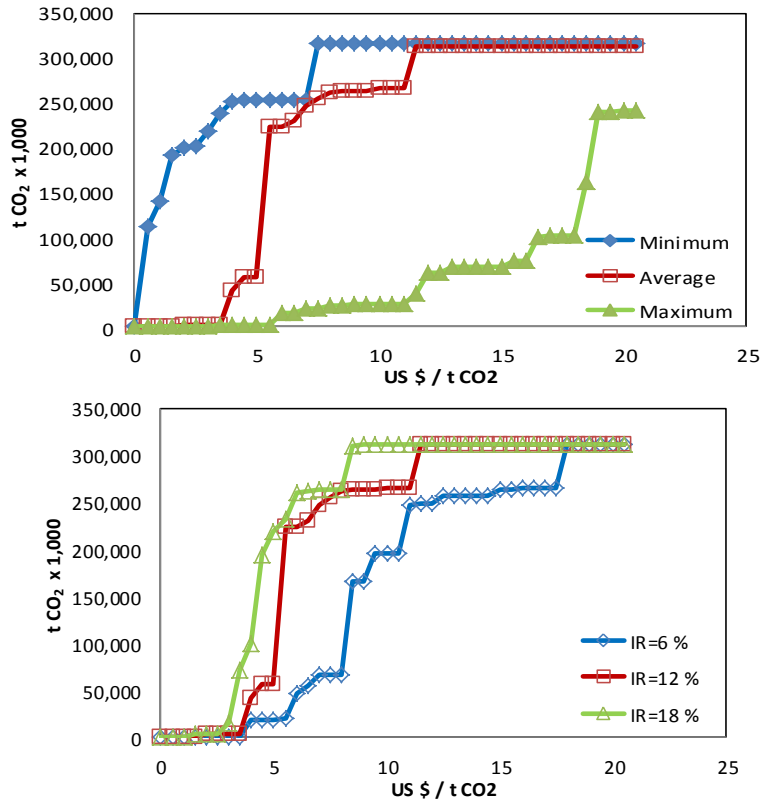 350,000
300,000
250,000
200,000
150,000
100,000
50,000
0
t CO₂ x 1,000
Minimum
Average
Maximum
0 5 10 15 20 25
US $ / t CO2
350,000
300,000
250,000
200,000
150,000
100,000
50,000
0
t CO₂ x 1,000
IR=6 %
IR=12 %
IR=18 %
0 5 10 15 20 25
US $ / t CO2